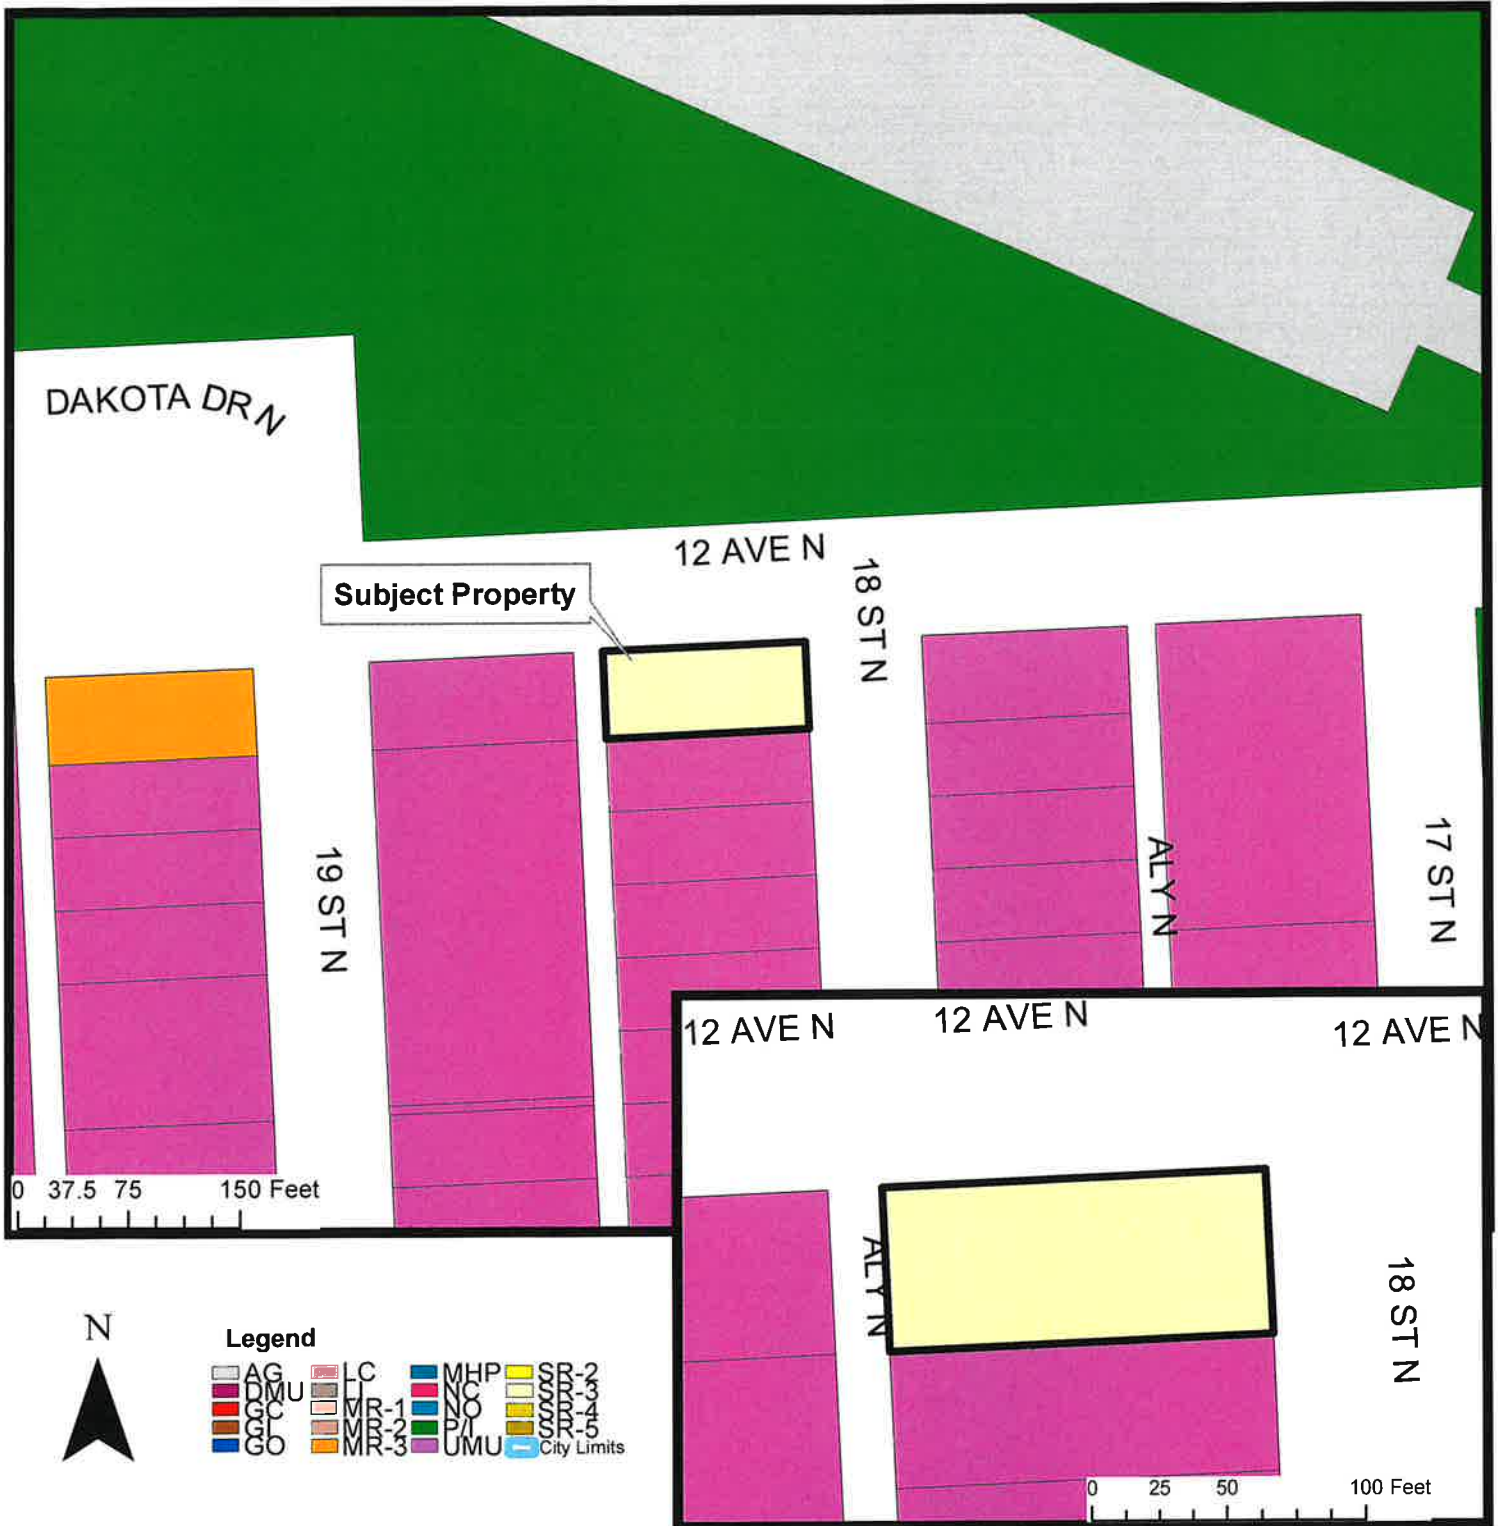 DAKOTA DR N
12 AVE N
18 ST N
Subject Property
19 ST N
ALY N
17 ST N
0 37.5 75 150 Feet
12 AVE N 12 AVE N 12 AVE N
ALY N
18 ST N
0 25 50 100 Feet
N
Legend
AG LC MHP SR-2
DMU LI NC SR-3
GC MR-1 NO SR-4
GI MR-2 P/I SR-5
GO MR-3 UMU City Limits